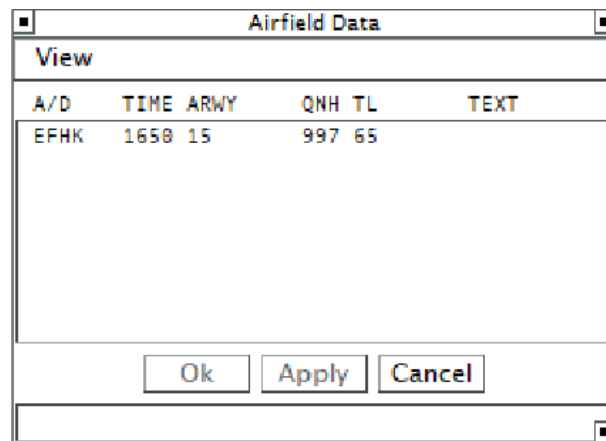 Airfield Data
View
A/D TIME ARWY QNH TL TEXT
EFHK 1650 15 997 65
Ok Apply Cancel